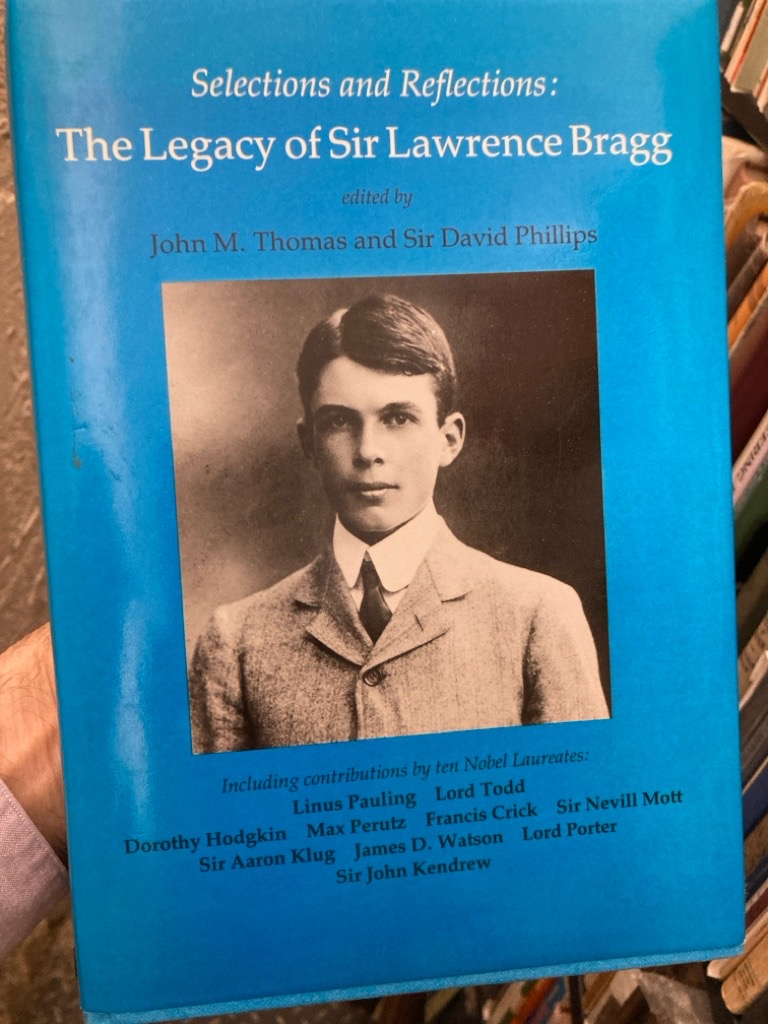 Selections and Reflections:
The Legacy of Sir Lawrence Bragg
edited by
John M. Thomas and Sir David Phillips
Including contributions by ten Nobel Laureates:
Linus Pauling Lord Todd
Dorothy Hodgkin Max Perutz Francis Crick Sir Nevill Mott
Sir Aaron Klug James D. Watson Lord Porter
Sir John Kendrew